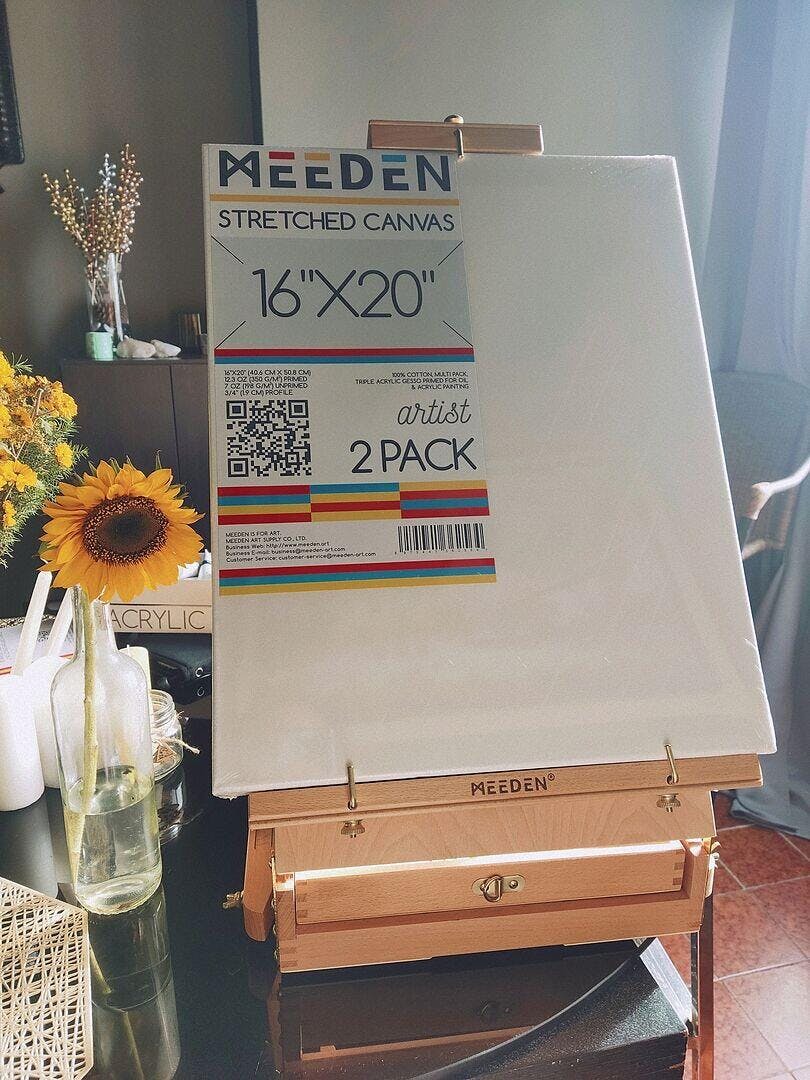 MEEDEN
STRETCHED CANVAS
16"X20"
16"X20" (40.6 CM X 50.8 CM)
12.3 OZ (350 G/M²) PRIMED
7 OZ (198 G/M²) UNPRIMED
3/4" (1.9 CM) PROFILE
100% COTTON, MULTI PACK,
TRIPLE ACRYLIC GESSO PRIMED FOR OIL
& ACRYLIC PAINTING
artist
2 PACK
MEEDEN IS FOR ART.
MEEDEN ART SUPPLY CO., LTD.
Business Web: http://www.meeden.art
Business E-mail: business@meeden-art.com
Customer Service: customer-service@meeden-art.com
ACRYLIC
MEEDEN®